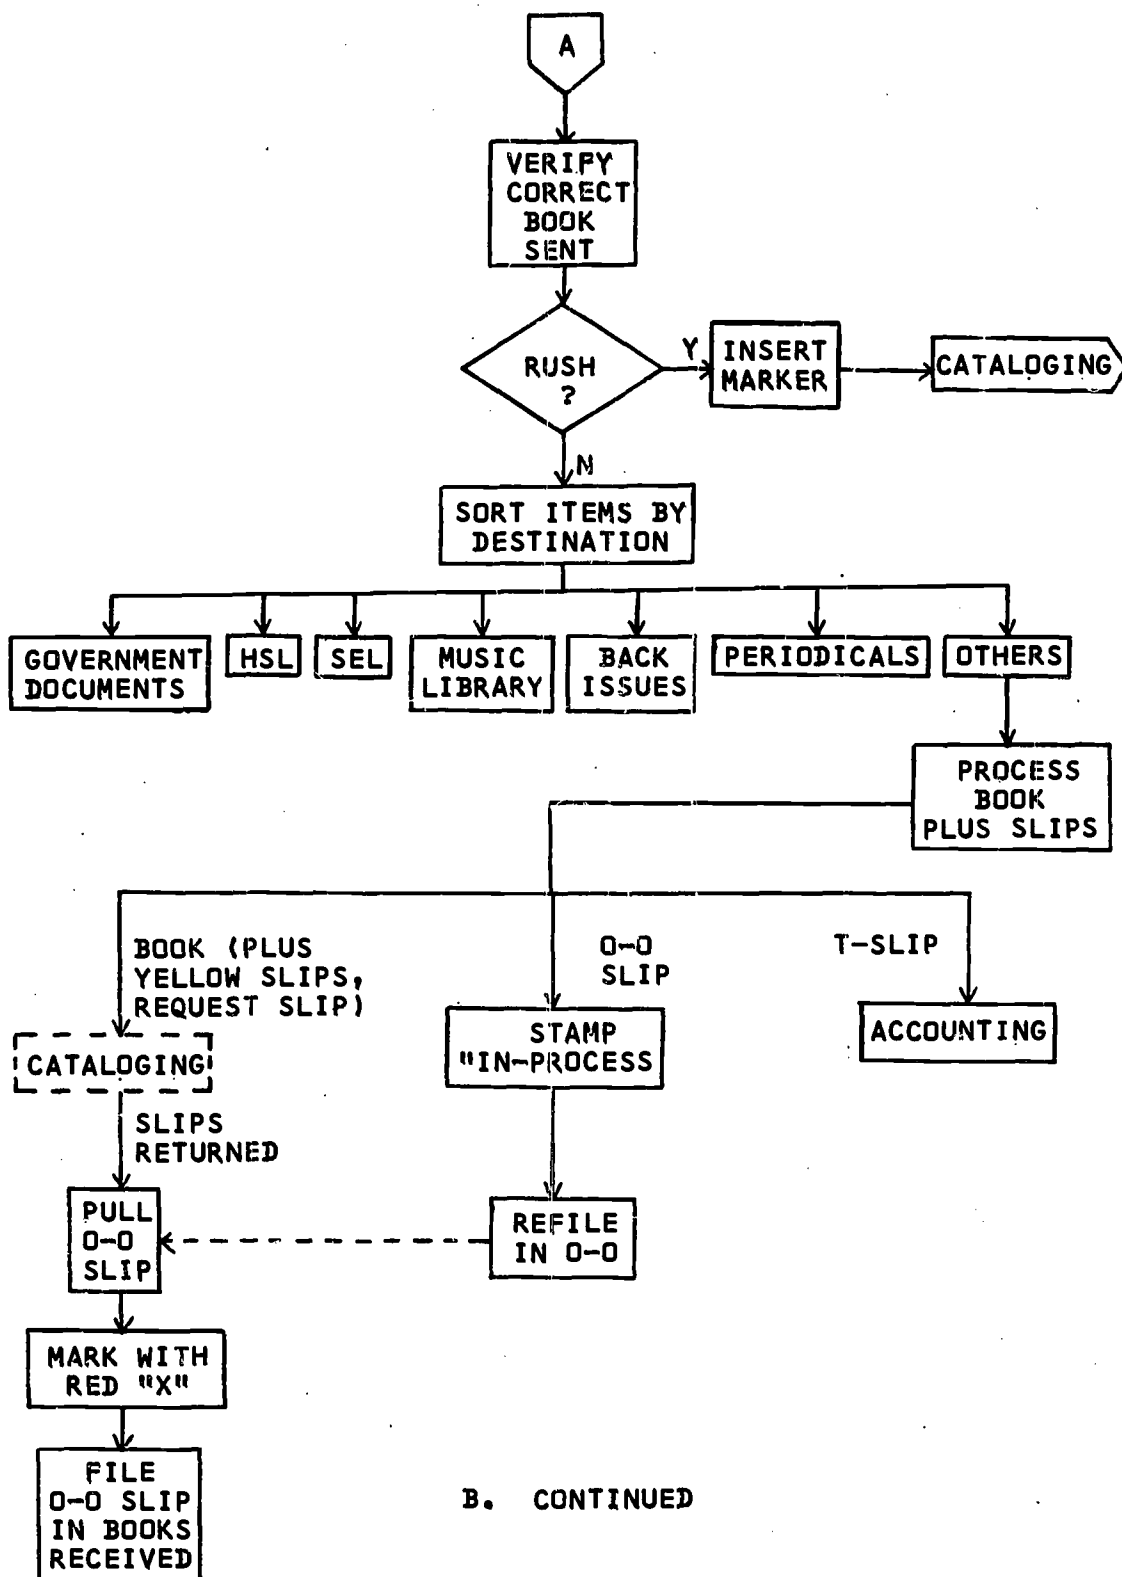 A
VERIFY
CORRECT
BOOK
SENT
RUSH
?
Y
INSERT
MARKER
CATALOGING
N
SORT ITEMS BY
DESTINATION
GOVERNMENT
DOCUMENTS
HSL
SEL
MUSIC
LIBRARY
BACK
ISSUES
PERIODICALS
OTHERS
PROCESS
BOOK
PLUS SLIPS
BOOK (PLUS
YELLOW SLIPS,
REQUEST SLIP)
O-O
SLIP
T-SLIP
CATALOGING
STAMP
"IN-PROCESS
ACCOUNTING
SLIPS
RETURNED
PULL
O-O
SLIP
REFILE
IN O-O
MARK WITH
RED "X"
FILE
O-O SLIP
IN BOOKS
RECEIVED
B. CONTINUED